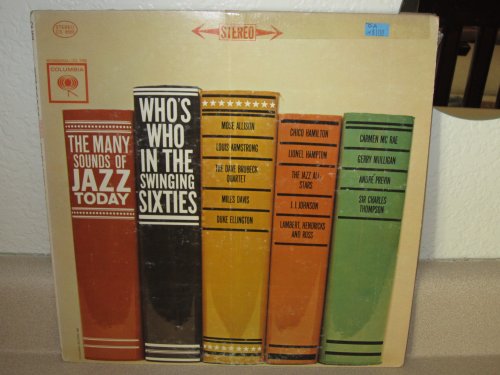 STEREO
STEREO
COLUMBIA
THE MANY
SOUNDS OF
JAZZ
TODAY
WHO'S
WHO
IN THE
SWINGING
SIXTIES
MOSE ALLISON
LOUIS ARMSTRONG
THE DAVE BRUBECK
QUARTET
MILES DAVIS
DUKE ELLINGTON
CHICO HAMILTON
LIONEL HAMPTON
THE JAZZ ALL-
STARS
J.J. JOHNSON
LAMBERT, HENDRICKS
AND ROSS
CARMEN MC RAE
GERRY MULLIGAN
ANDRÉ PREVIN
SIR CHARLES
THOMPSON